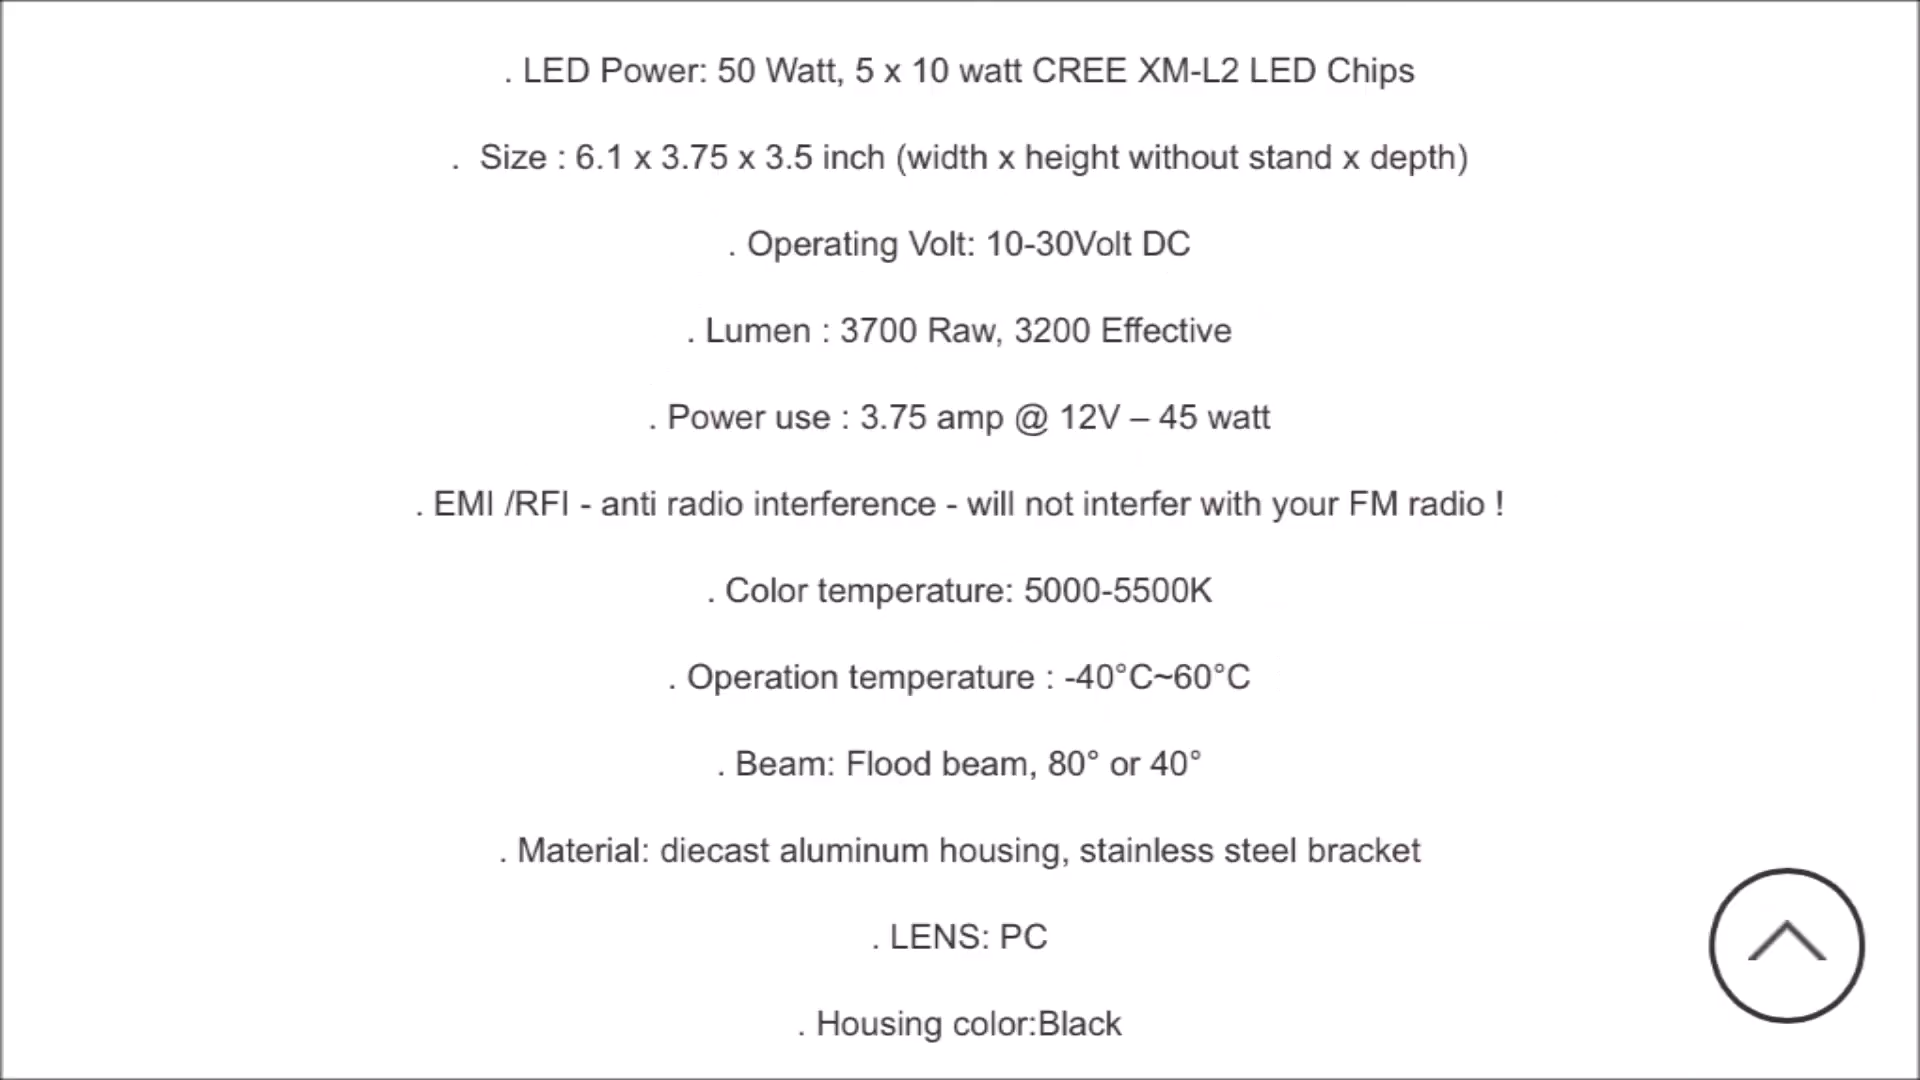 . LED Power: 50 Watt, 5 x 10 watt CREE XM-L2 LED Chips
. Size : 6.1 x 3.75 x 3.5 inch (width x height without stand x depth)
. Operating Volt: 10-30Volt DC
. Lumen : 3700 Raw, 3200 Effective
. Power use : 3.75 amp @ 12V – 45 watt
. EMI /RFI - anti radio interference - will not interfer with your FM radio !
. Color temperature: 5000-5500K
. Operation temperature : -40°C~60°C
. Beam: Flood beam, 80° or 40°
. Material: diecast aluminum housing, stainless steel bracket
. LENS: PC
. Housing color:Black